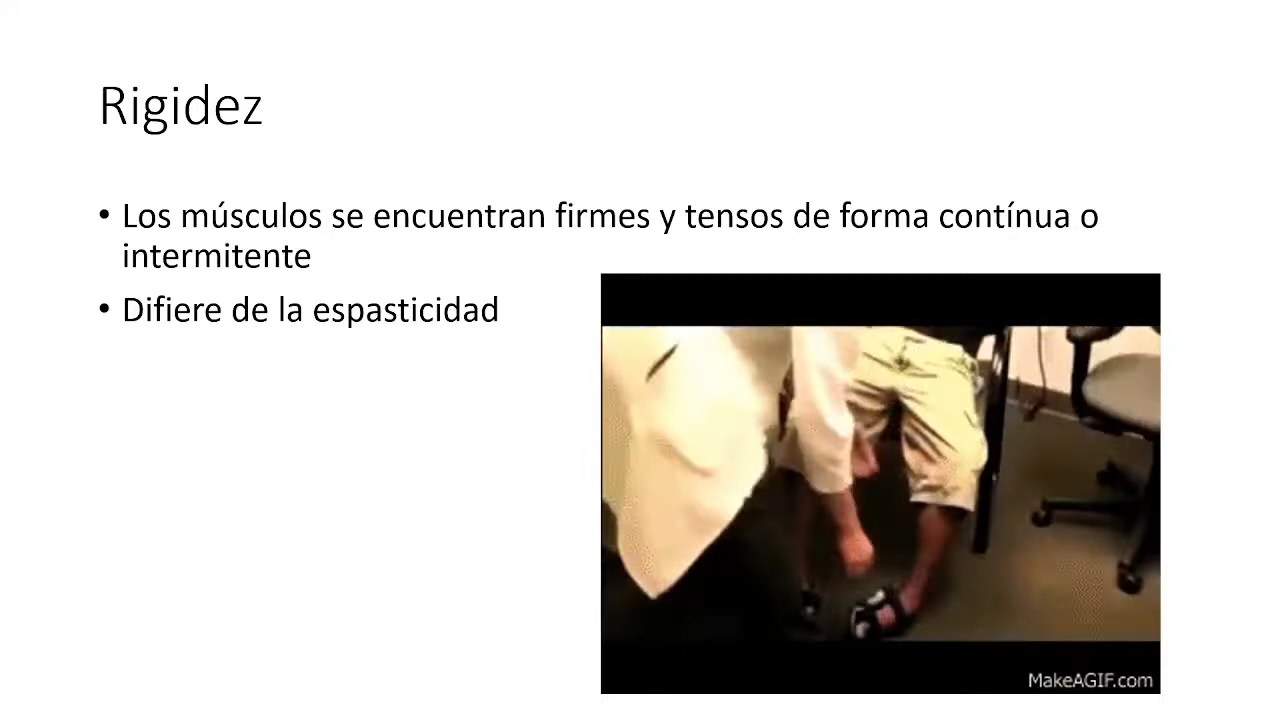 Rigidez
• Los músculos se encuentran firmes y tensos de forma contínua o
intermitente
• Difiere de la espasticidad
MakeAGIF.com